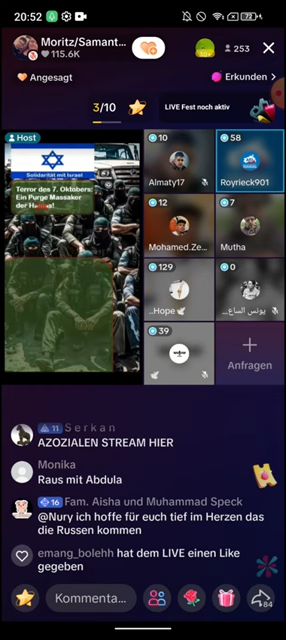 20:52
72
Moritz/Samant...
115.6K
50+
253
Angesagt
Erkunden >
3/10
LIVE Fest noch aktiv
Host
Solidarität mit Israel
Terror des 7. Oktobers:
Ein Purge Massaker
der Hamas!
10
Almaty17
58
Royrieck901
12
Mohamed.Ze...
7
Mutha
129
..Hope
0
...يونس الساع
39
Anfragen
11 Serkan
AZOZIALEN STREAM HIER
Monika
Raus mit Abdula
16 Fam. Aisha und Muhammad Speck
@Nury ich hoffe für euch tief im Herzen das
die Russen kommen
emang_bolehh hat dem LIVE einen Like
gegeben
Kommenta...
84